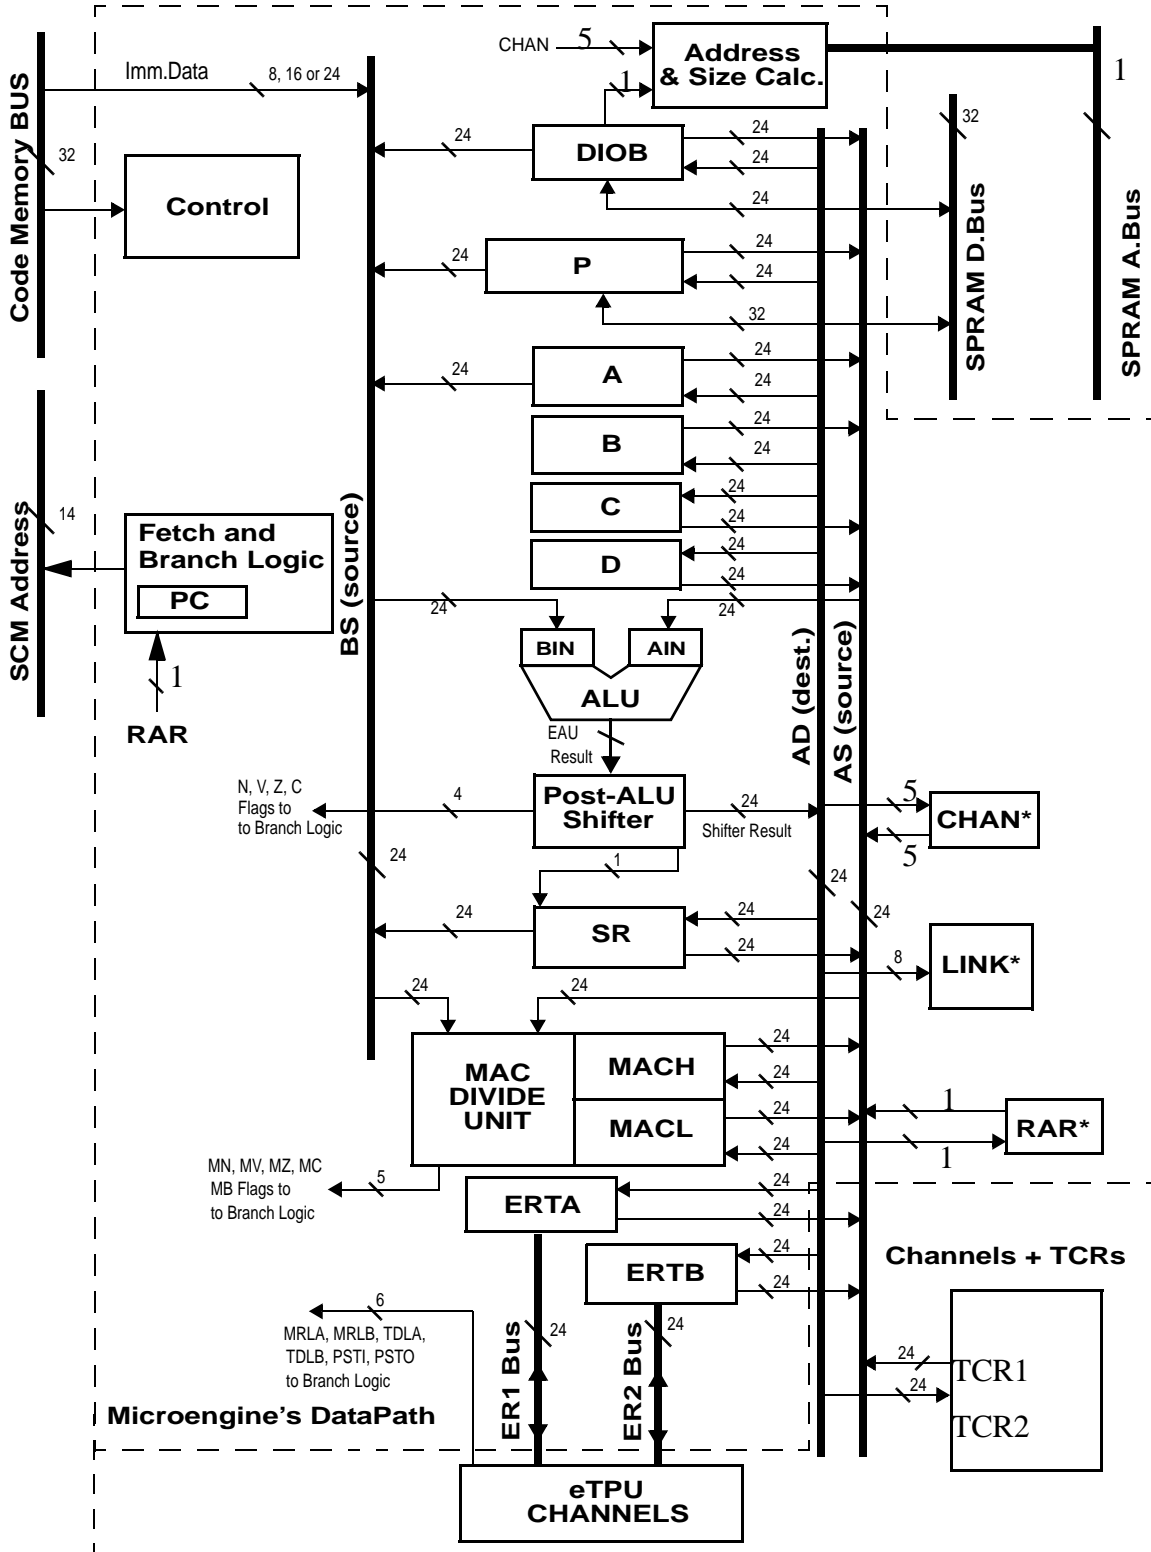 CHAN
5
Address
& Size Calc.
1
Imm.Data
8, 16 or 24
1
Code Memory BUS
32
Control
24
DIOB
24
24
24
32
SPRAM D.Bus
SPRAM A.Bus
24
P
24
24
32
24
A
24
24
B
24
24
SCM Address
14
Fetch and
Branch Logic
PC
1
RAR
BS (source)
C
24
24
D
24
24
24
24
BIN
AIN
ALU
EAU
Result
AD (dest.)
AS (source)
N, V, Z, C
Flags to
to Branch Logic
4
Post-ALU
Shifter
24
Shifter Result
5
CHAN*
5
24
1
24
24
24
SR
24
24
8
LINK*
24
24
MAC
DIVIDE
UNIT
MACH
24
24
MACL
24
24
1
RAR*
1
MN, MV, MZ, MC
MB Flags to
to Branch Logic
5
ERTA
24
24
ERTB
24
24
Channels + TCRs
6
MRLA, MRLB, TDLA,
TDLB, PSTI, PSTO
to Branch Logic
ER1 Bus
24
ER2 Bus
24
24
TCR1
24
TCR2
Microengine's DataPath
eTPU
CHANNELS